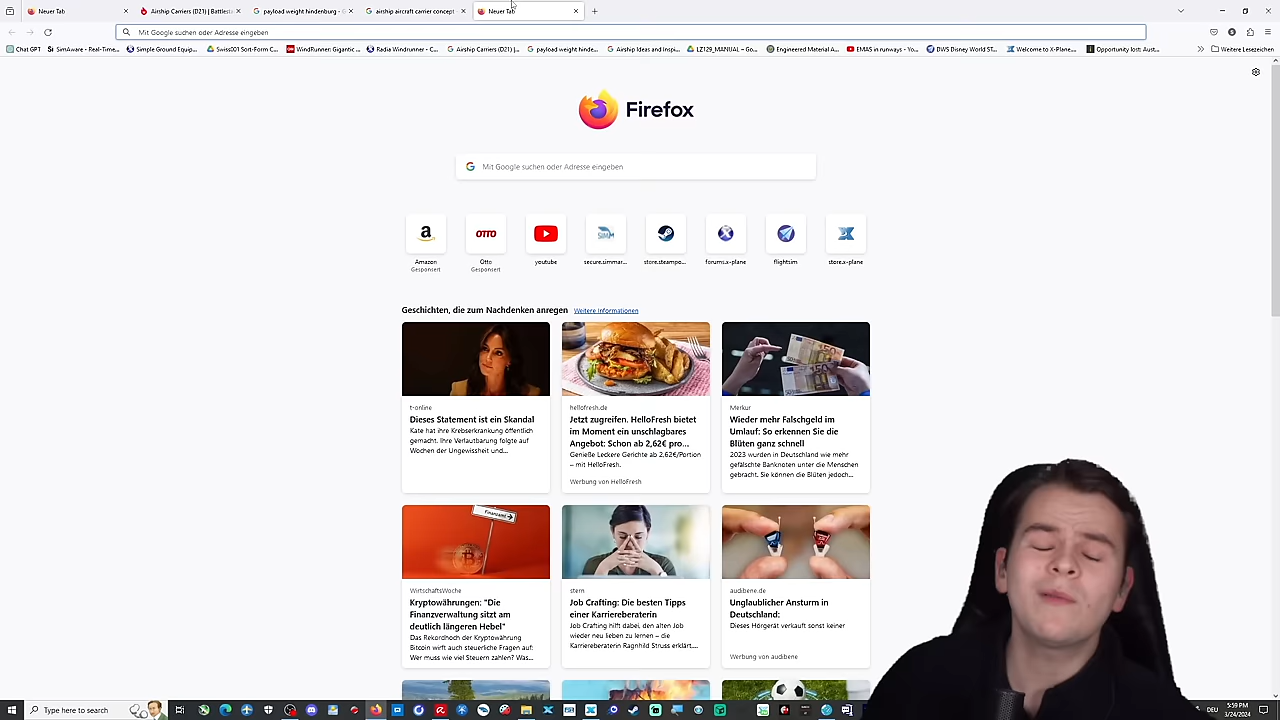 Neuer Tab
Airship Carriers (D21) | Battlest
payload weight hindenburg - G
airship aircraft carrier concept
Neuer Tab
Mit Google suchen oder Adresse eingeben
Chat GPT
SimAware - Real-Time...
Simple Ground Equip...
Swiss001 Sort-Form C...
WindRunner: Gigantic ...
Radia Windrunner - C...
Airship Carriers (D21) |...
payload weight hinde...
Airship Ideas and Inspi...
LZ129_MANUAL – Go...
Engineered Material A...
EMAS in runways - Yo...
DWS Disney World ST...
Welcome to X-Plane....
Opportunity lost: Aust...
Weitere Lesezeichen
Firefox
Mit Google suchen oder Adresse eingeben
OTTO
SIMM
Amazon
Gesponsert
Otto
Gesponsert
youtube
secure.simmar...
store.steampo...
forums.x-plane
flightsim
store.x-plane
Geschichten, die zum Nachdenken anregen
Weitere Informationen
t-online
Dieses Statement ist ein Skandal
Kate hat ihre Krebserkrankung öffentlich
gemacht. Ihre Verlautbarung folgte auf
Wochen der Ungewissheit und...
hellofresh.de
Jetzt zugreifen. HelloFresh bietet
im Moment ein unschlagbares
Angebot: Schon ab 2,62€ pro...
Genieße Leckere Gerichte ab 2,62€/Portion
– mit HelloFresh.
Werbung von HelloFresh
Merkur
Wieder mehr Falschgeld im
Umlauf: So erkennen Sie die
Blüten ganz schnell
2023 wurden in Deutschland wie mehr
gefälschte Banknoten unter die Menschen
gebracht. Sie können die Blüten jedoch...
Finanzamt
WirtschaftsWoche
Kryptowährungen: "Die
Finanzverwaltung sitzt am
deutlich längeren Hebel"
Das Rekordhoch der Kryptowährung
Bitcoin wirft auch steuerliche Fragen auf:
Wer muss wie viel Steuern zahlen? Was...
stern
Job Crafting: Die besten Tipps
einer Karriereberaterin
Job Crafting hilft dabei, den alten Job
wieder neu lieben zu lernen – die
Karriereberaterin Ragnhild Struss erklärt....
audibene.de
Unglaublicher Ansturm in
Deutschland:
Dieses Hörgerät verkauft sonst keiner
Werbung von audibene
Type here to search
DEU
5:59 PM
3/24/2024